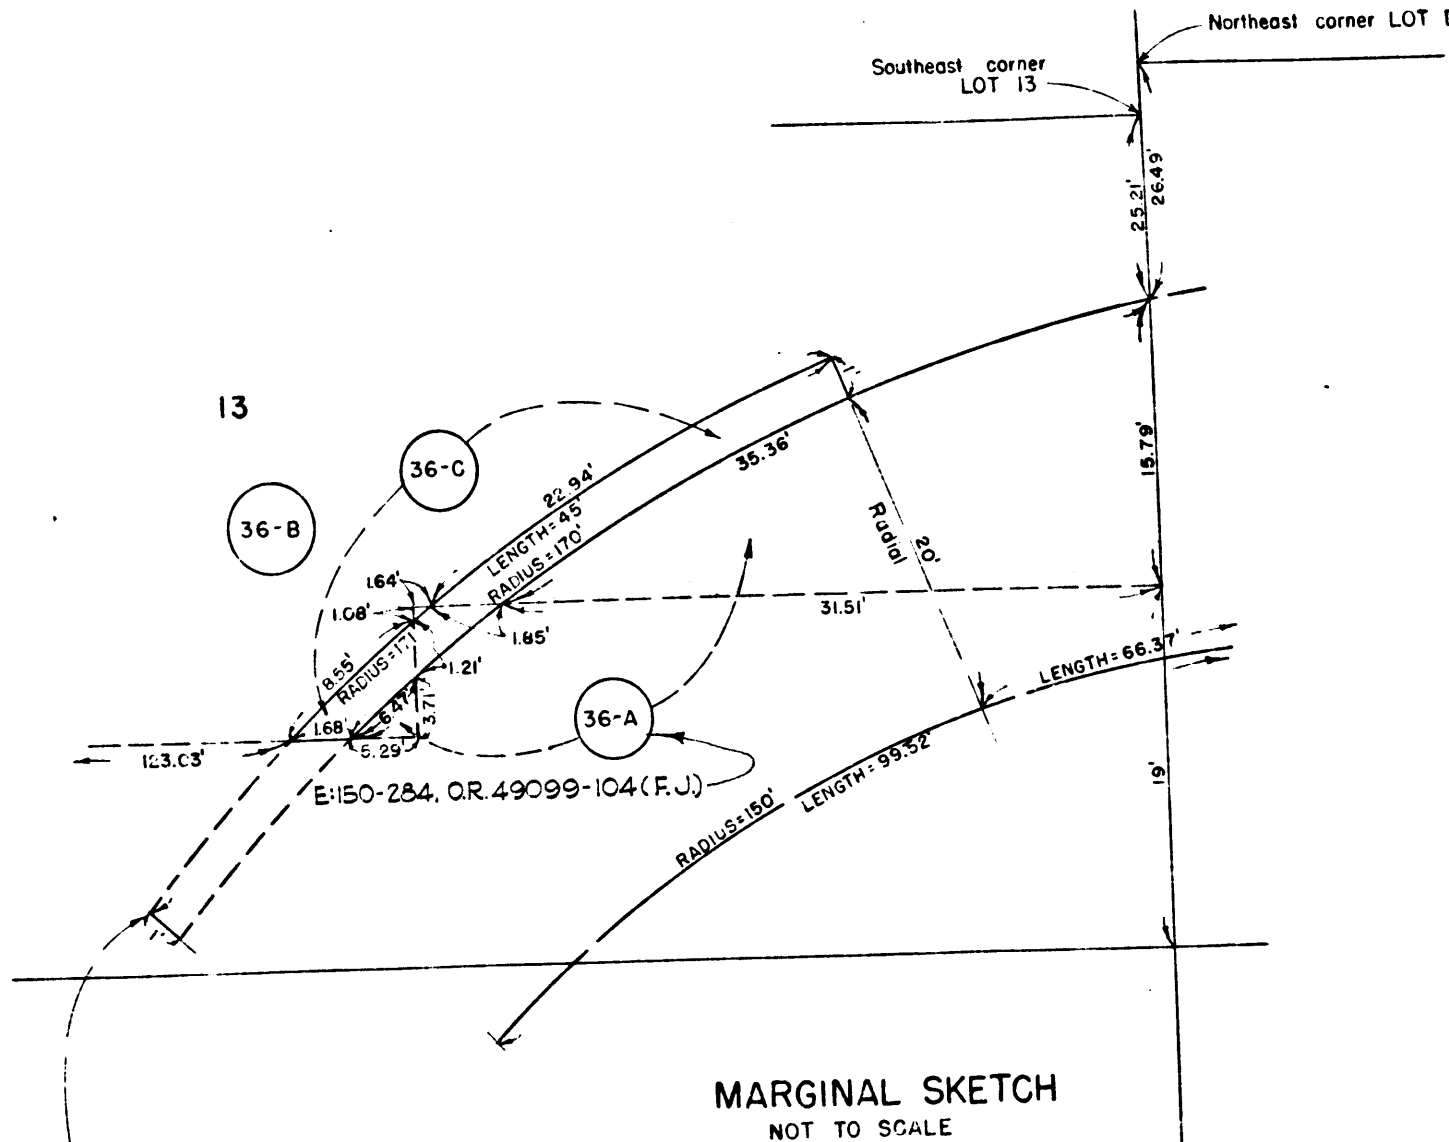 Northeast corner LOT
Southeast corner
LOT 13
25.21'
26.49'
13
36-C
36-B
22.94'
LENGTH=45'
RADIUS=170'
35.36'
15.79'
Radial
20'
1.64'
1.08'
1.85'
31.51'
8.55'
RADIUS=171
1.21'
LENGTH=66.37'
36-A
1.68'
6.47'
3.71'
5.29'
123.03'
E:150-284, O.R. 49099-104 (F.J.)
RADIUS=150'
LENGTH=99.52'
19'
1'
1'
MARGINAL SKETCH
NOT TO SCALE